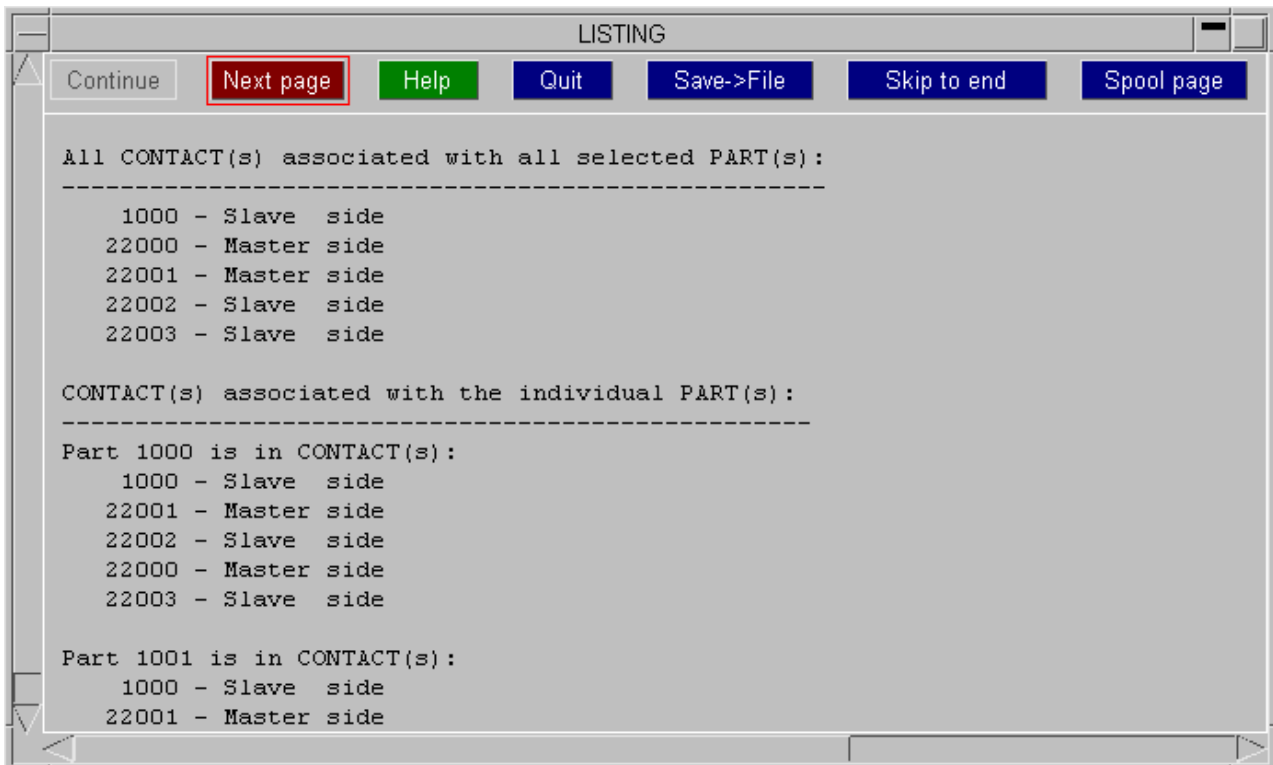 LISTING
Continue Next page Help Quit Save->File Skip to end Spool page
All CONTACT(s) associated with all selected PART(s):
----------------------------------------------------
1000 - Slave  side
22000 - Master side
22001 - Master side
22002 - Slave  side
22003 - Slave  side
CONTACT(s) associated with the individual PART(s):
---------------------------------------------------
Part 1000 is in CONTACT(s):
1000 - Slave  side
22001 - Master side
22002 - Slave  side
22000 - Master side
22003 - Slave  side
Part 1001 is in CONTACT(s):
1000 - Slave  side
22001 - Master side